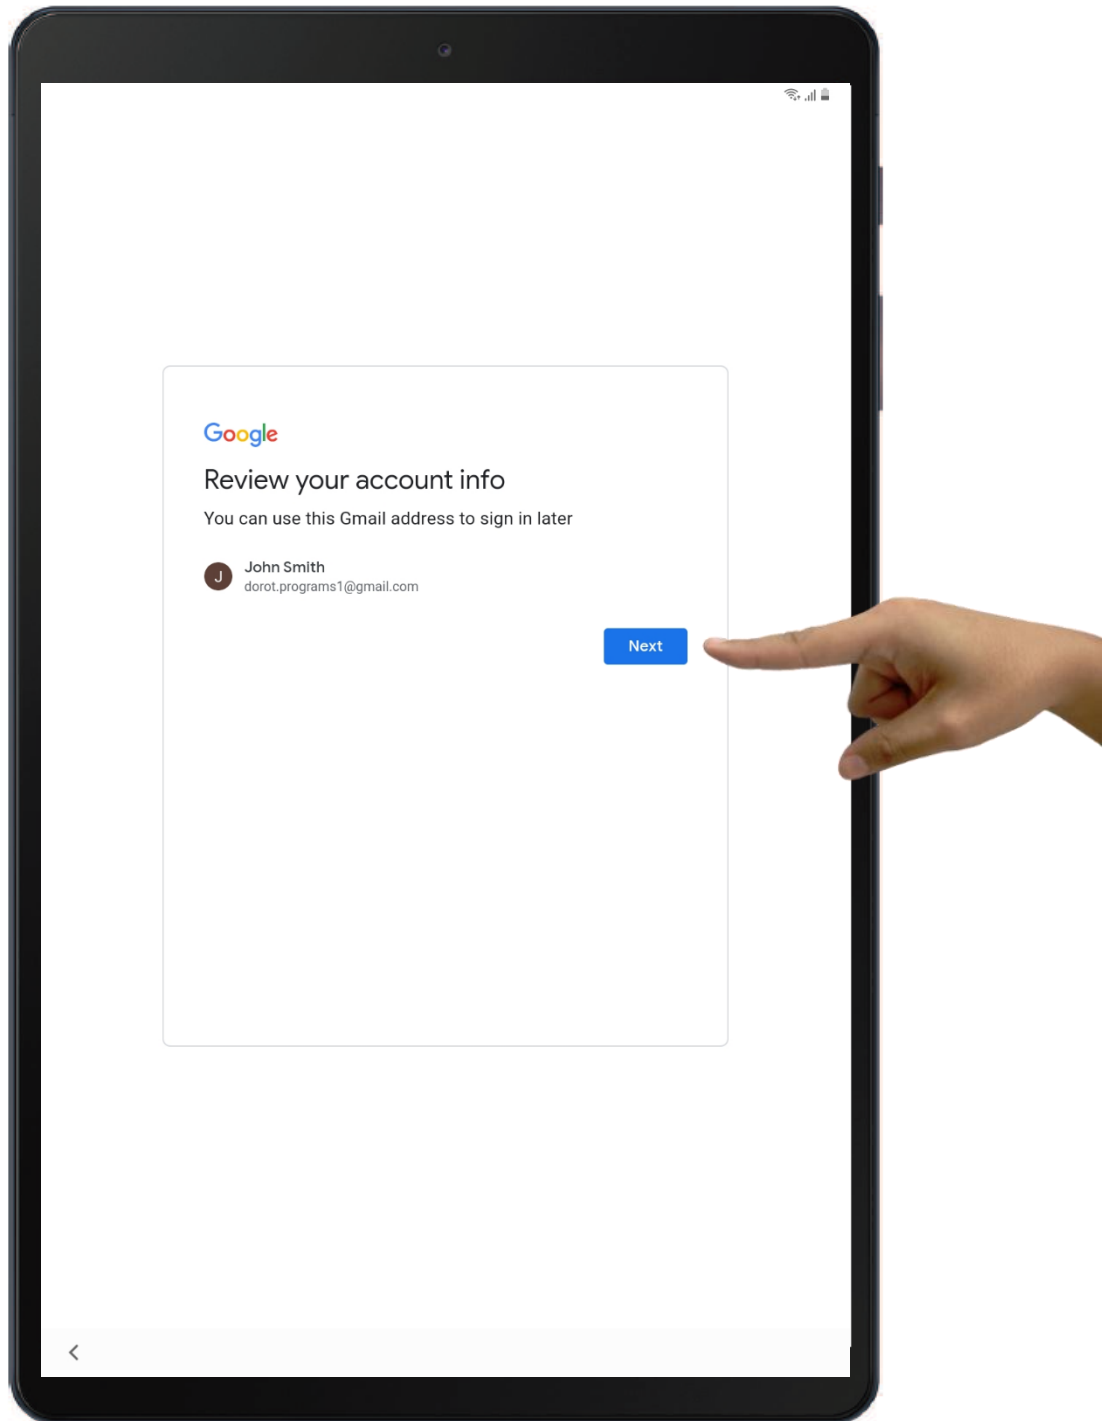 Google
Review your account info
You can use this Gmail address to sign in later
J
John Smith
dorot.programs1@gmail.com
Next